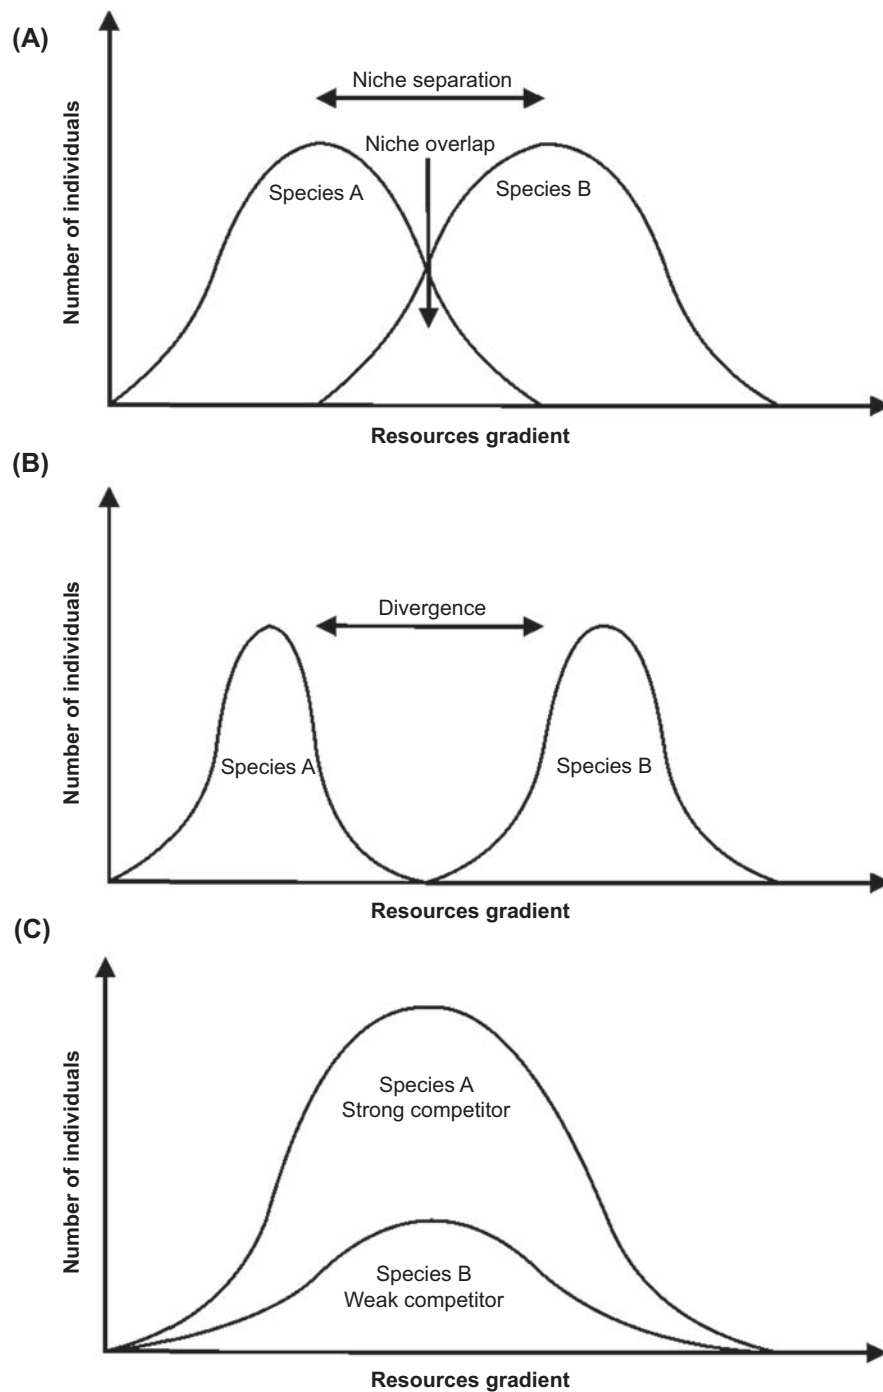 (A)
Niche separation
Niche overlap
Species A
Species B
Number of individuals
Resources gradient
(B)
Divergence
Species A
Species B
Number of individuals
Resources gradient
(C)
Species A
Strong competitor
Species B
Weak competitor
Number of individuals
Resources gradient